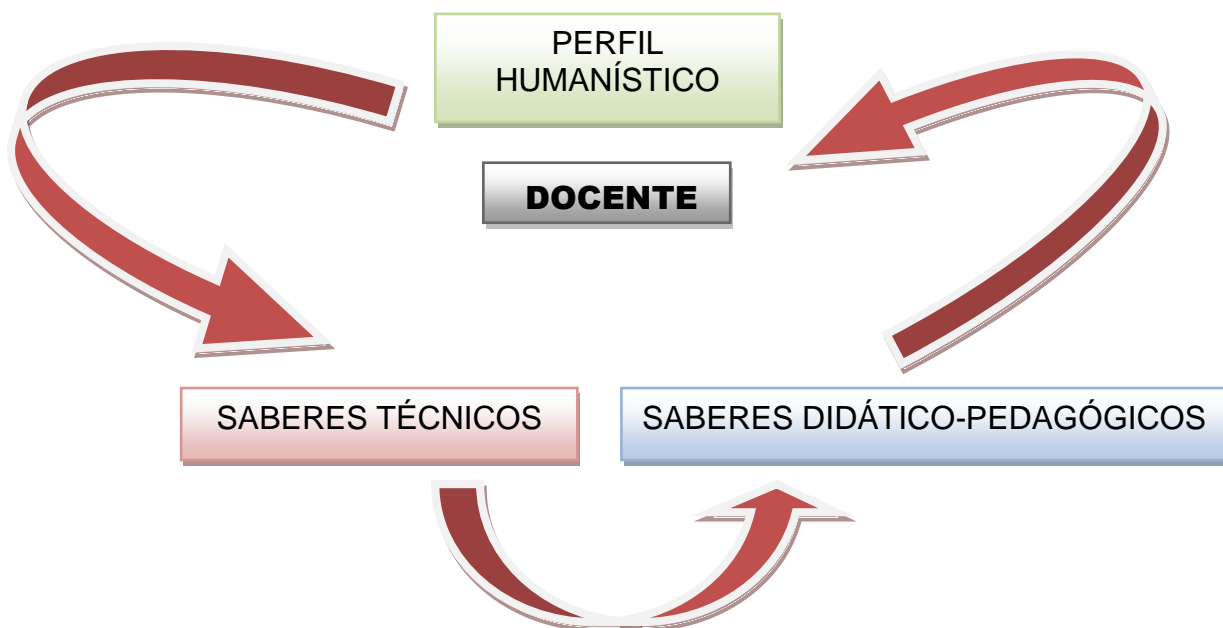 PERFIL
HUMANÍSTICO
DOCENTE
SABERES TÉCNICOS
SABERES DIDÁTICO-PEDAGÓGICOS